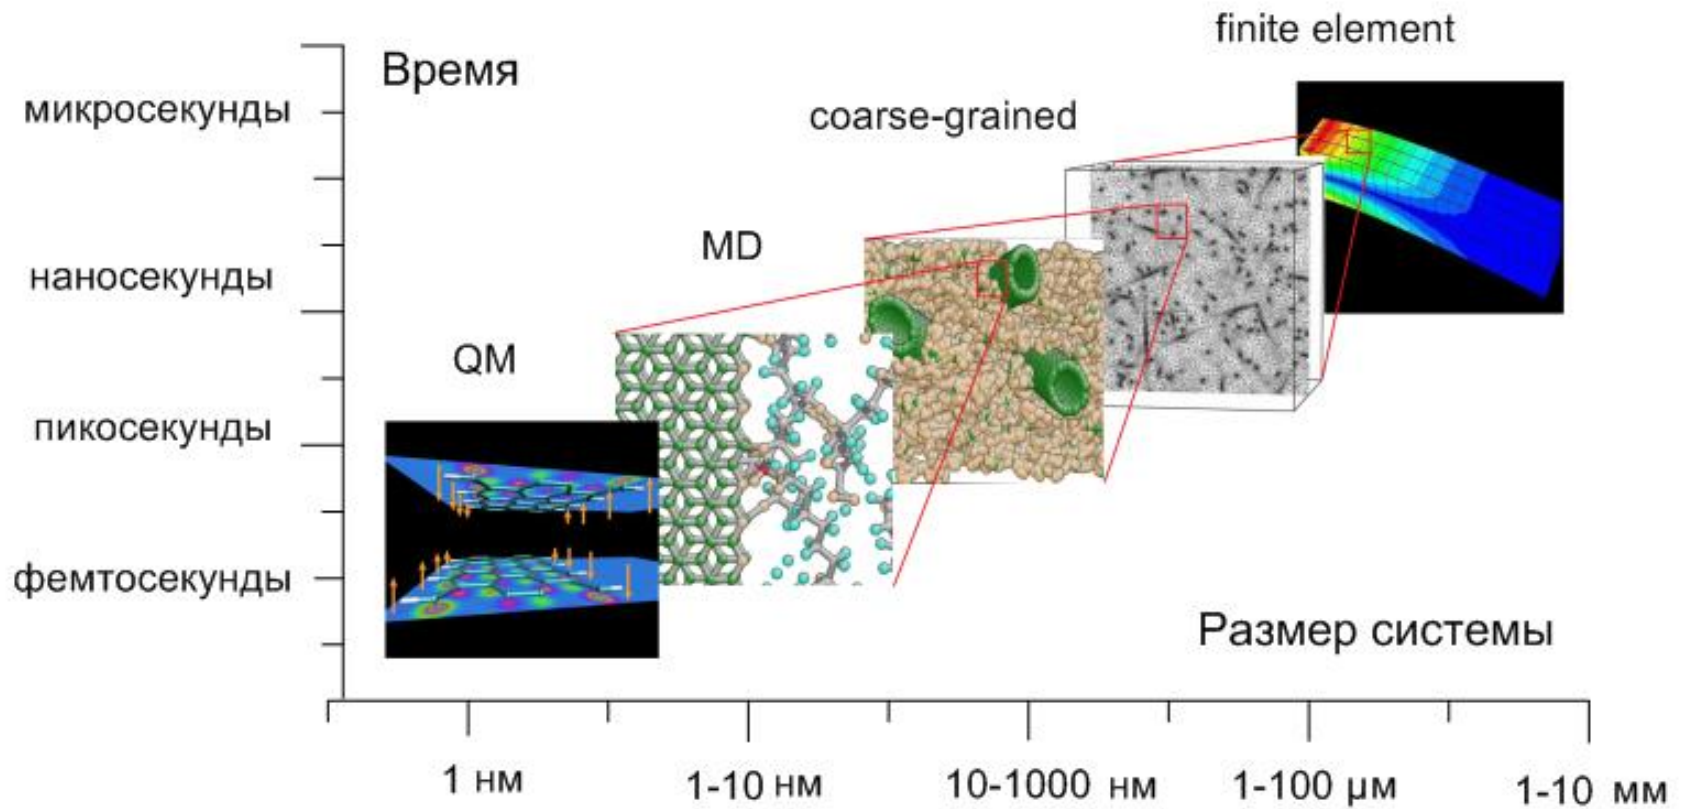 finite element
Время
микросекунды
coarse-grained
MD
наносекунды
QM
пикосекунды
фемтосекунды
Размер системы
1 нм
1-10 нм
10-1000 нм
1-100 μм
1-10 мм